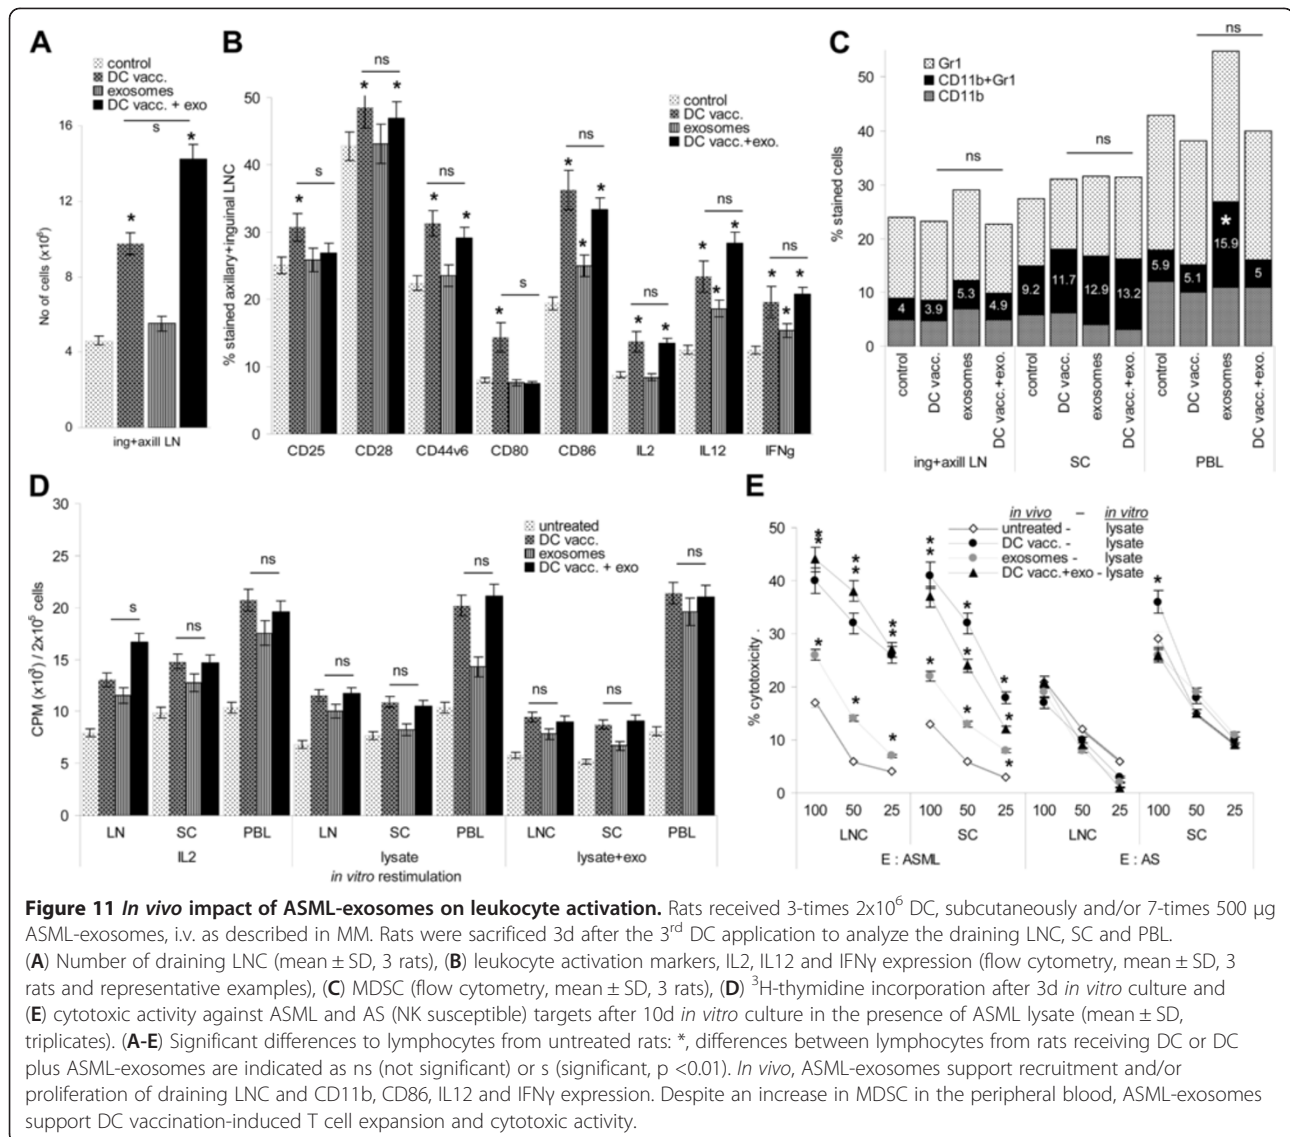 A
control
DC vacc.
exosomes
DC vacc. + exo
s
*
*
No of cells (x10⁶)
16
12
8
4
0
ing+axill LN
B
control
DC vacc.
exosomes
DC vacc.+exo.
% stained axillary+inguinal LNC
50
40
30
20
10
0
s
ns
ns
s
ns
ns
ns
ns
CD25
CD28
CD44v6
CD80
CD86
IL2
IL12
IFNg
C
Gr1
CD11b+Gr1
CD11b
% stained cells
50
40
30
20
10
0
ns
ns
ns
4
3.9
5.3
4.9
9.2
11.7
12.9
13.2
5.9
5.1
*
15.9
5
control
DC vacc.
exosomes
DC vacc.+exo.
control
DC vacc.
exosomes
DC vacc.+exo.
control
DC vacc.
exosomes
DC vacc.+exo.
ing+axill LN
SC
PBL
D
untreated
DC vacc.
exosomes
DC vacc. + exo
CPM (x10³) / 2x10⁵ cells
30
25
20
15
10
5
0
s
ns
ns
ns
ns
ns
ns
ns
ns
LN SC PBL LN SC PBL LNC SC PBL
IL2 lysate lysate+exo
in vitro restimulation
E
in vivo – in vitro
untreated - lysate
DC vacc. - lysate
exosomes - lysate
DC vacc.+exo - lysate
% cytotoxicity .
50
40
30
20
10
0
100 50 25 100 50 25 100 50 25 100 50 25
LNC SC LNC SC
E : ASML E : AS
Figure 11 In vivo impact of ASML-exosomes on leukocyte activation. Rats received 3-times 2x10⁶ DC, subcutaneously and/or 7-times 500 μg
ASML-exosomes, i.v. as described in MM. Rats were sacrificed 3d after the 3ʳᵈ DC application to analyze the draining LNC, SC and PBL.
(A) Number of draining LNC (mean ± SD, 3 rats), (B) leukocyte activation markers, IL2, IL12 and IFNγ expression (flow cytometry, mean ± SD, 3
rats and representative examples), (C) MDSC (flow cytometry, mean ± SD, 3 rats), (D) ³H-thymidine incorporation after 3d in vitro culture and
(E) cytotoxic activity against ASML and AS (NK susceptible) targets after 10d in vitro culture in the presence of ASML lysate (mean ± SD,
triplicates). (A-E) Significant differences to lymphocytes from untreated rats: *, differences between lymphocytes from rats receiving DC or DC
plus ASML-exosomes are indicated as ns (not significant) or s (significant, p <0.01). In vivo, ASML-exosomes support recruitment and/or
proliferation of draining LNC and CD11b, CD86, IL12 and IFNγ expression. Despite an increase in MDSC in the peripheral blood, ASML-exosomes
support DC vaccination-induced T cell expansion and cytotoxic activity.